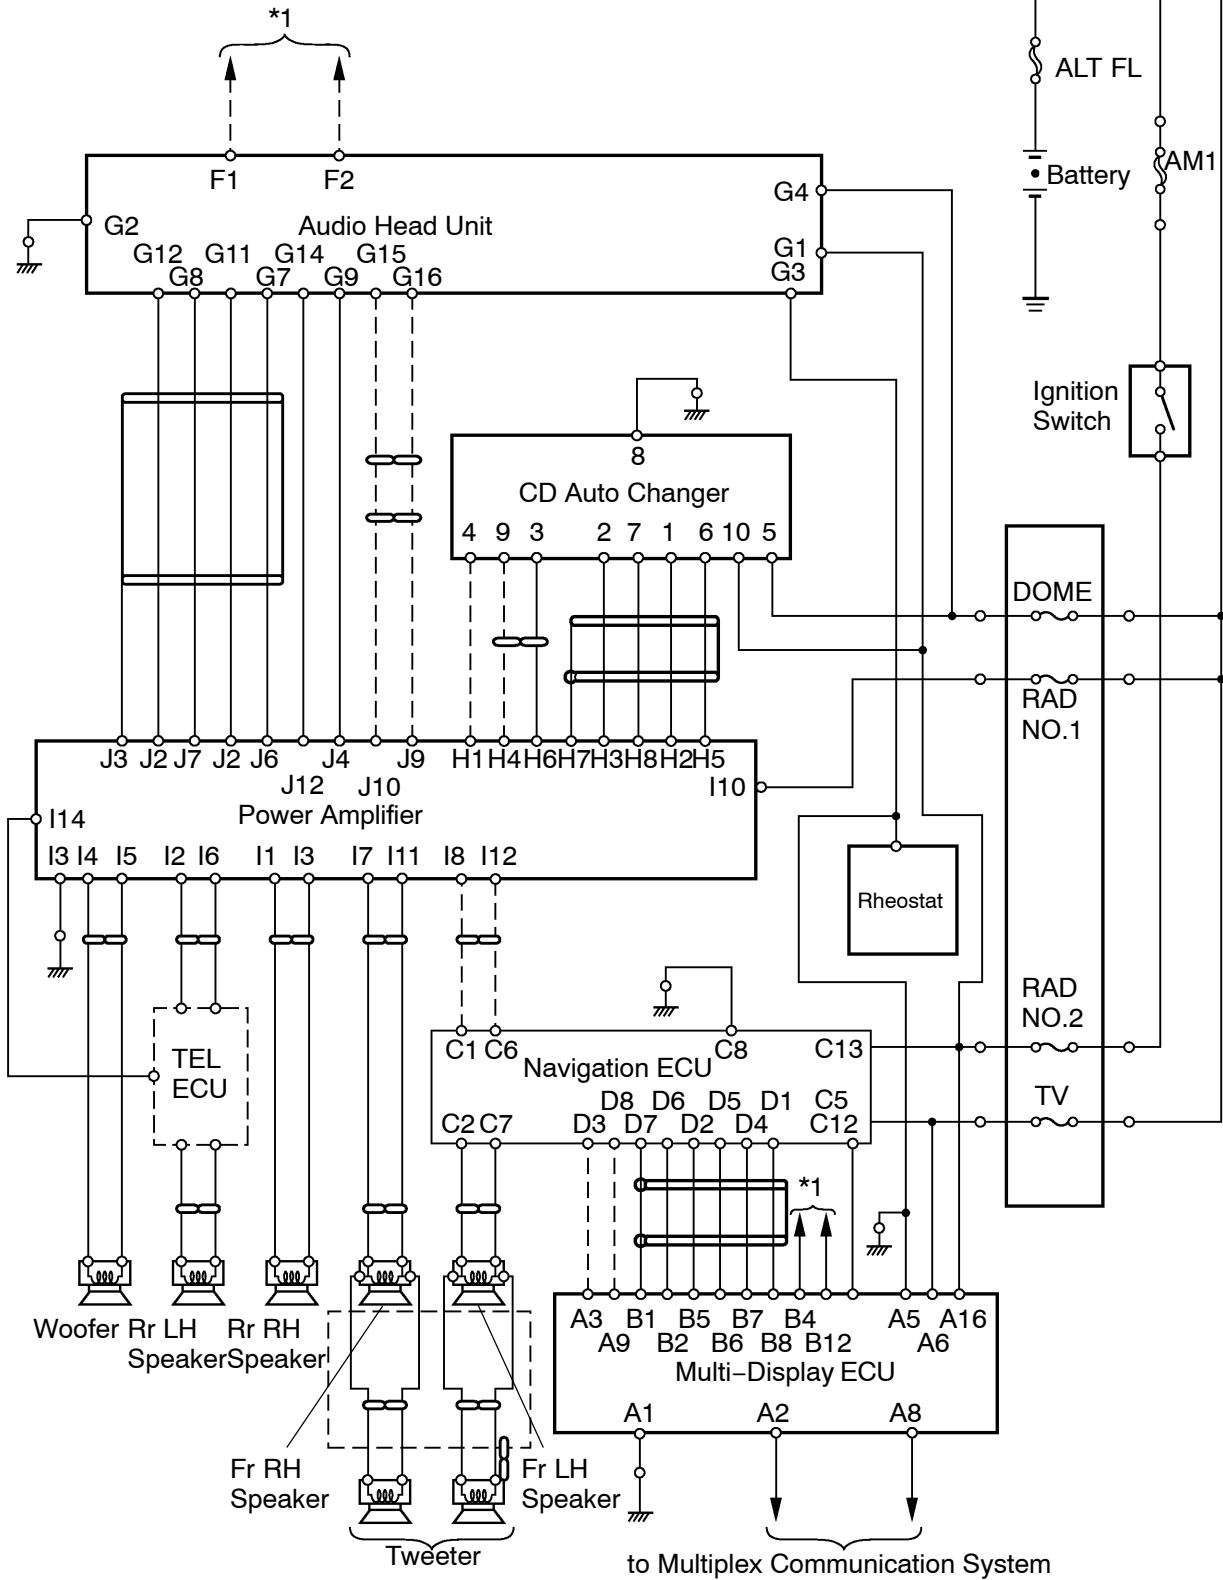 *1
ALT FL
AM1
Battery
F1 F2
G4
G2
Audio Head Unit
G1
G12 G11 G14 G15
G8 G7 G9 G16
G3
Ignition
Switch
8
CD Auto Changer
4 9 3 2 7 1 6 10 5
DOME
RAD
NO.1
J3 J2 J7 J2 J6 J4 J9 H1 H4 H6 H7 H3 H8 H2 H5
J12 J10
I10
Power Amplifier
I14
I3 I4 I5 I2 I6 I1 I3 I7 I11 I8 I12
Rheostat
RAD
NO.2
C1 C6 C8 C13
Navigation ECU
TEL
ECU
TV
D8 D6 D5 D1 C5
C2 C7 D3 D7 D2 D4 C12
*1
A3 B1 B5 B7 B4 A5 A16
A9 B2 B6 B8 B12 A6
Woofer Rr LH Rr RH
Speaker Speaker
Multi–Display ECU
A1 A2 A8
Fr RH
Speaker
Fr LH
Speaker
Tweeter
to Multiplex Communication System